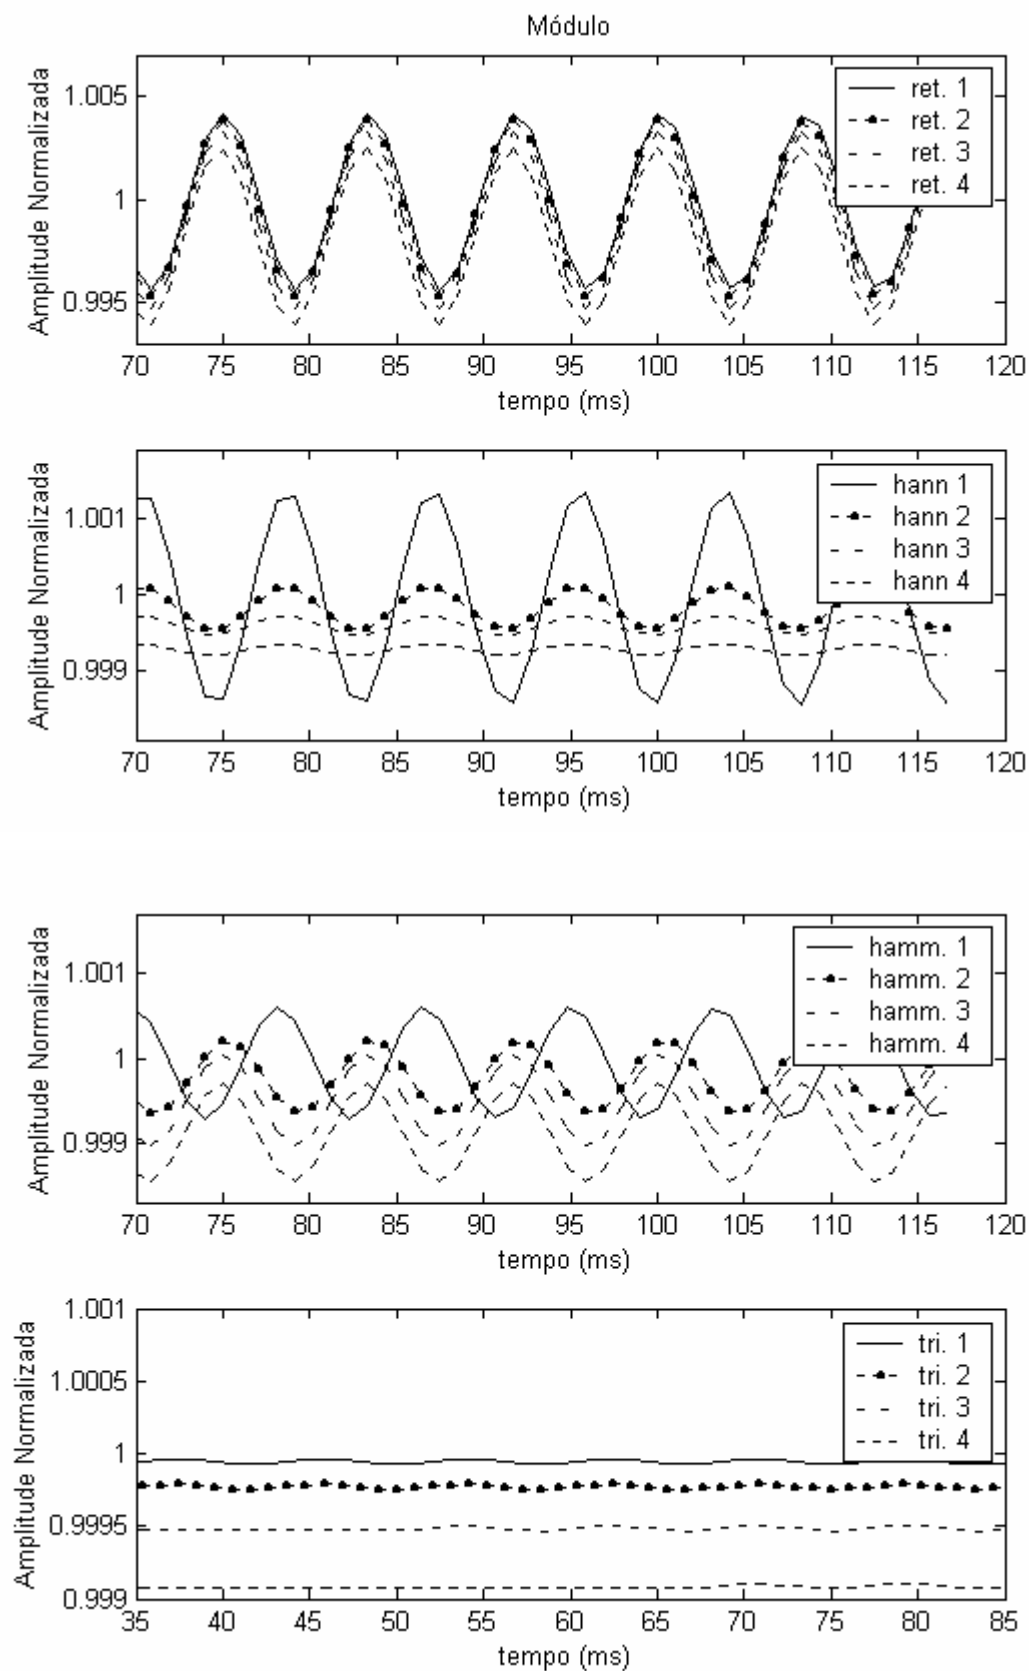 Módulo
Amplitude Normalizada
1.005
1
0.995
70 75 80 85 90 95 100 105 110 115 120
tempo (ms)
ret. 1
ret. 2
ret. 3
ret. 4
Amplitude Normalizada
1.001
1
0.999
70 75 80 85 90 95 100 105 110 115 120
tempo (ms)
hann 1
hann 2
hann 3
hann 4
Amplitude Normalizada
1.001
1
0.999
70 75 80 85 90 95 100 105 110 115 120
tempo (ms)
hamm. 1
hamm. 2
hamm. 3
hamm. 4
Amplitude Normalizada
1.001
1.0005
1
0.9995
0.999
35 40 45 50 55 60 65 70 75 80 85
tempo (ms)
tri. 1
tri. 2
tri. 3
tri. 4